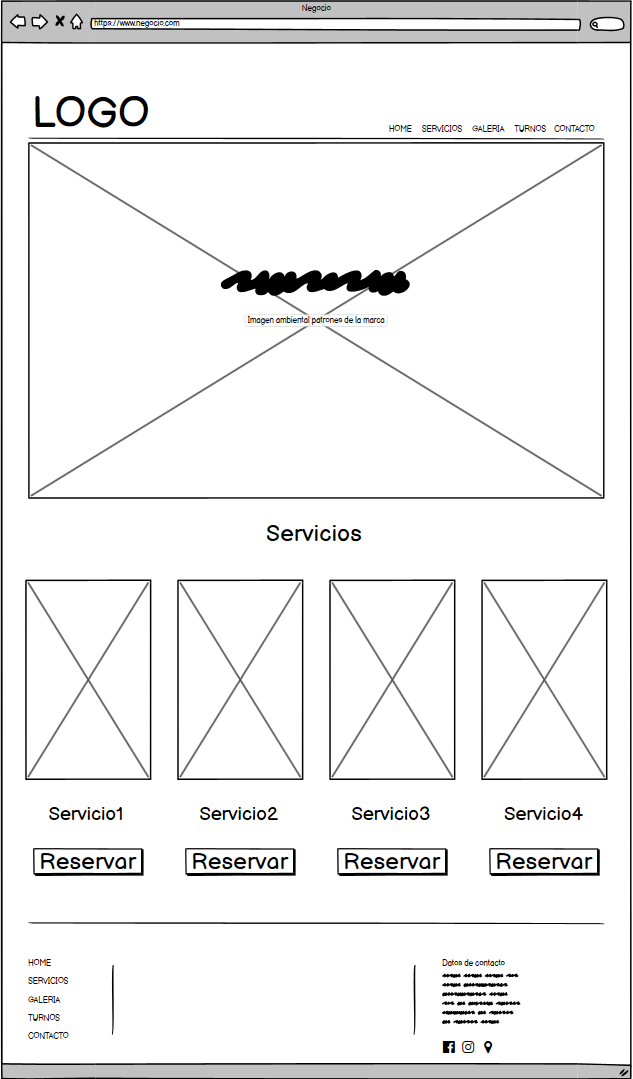 Negocio
https://www.negocio.com
LOGO
HOME SERVICIOS GALERIA TURNOS CONTACTO
Imagen ambiental patrones de la marca
Servicios
Servicio1 Servicio2 Servicio3 Servicio4
Reservar Reservar Reservar Reservar
HOME
SERVICIOS
GALERIA
TURNOS
CONTACTO
Datos de contacto